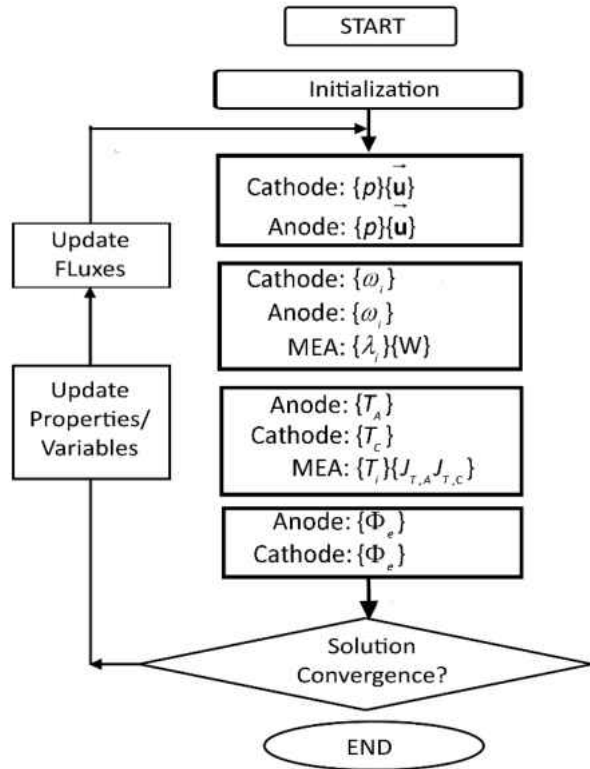 START
Initialization
Cathode: {p}{u⃗}
Anode: {p}{u⃗}
Update
FLuxes
Cathode: {ω_i}
Anode: {ω_i}
MEA: {λ_i}{W}
Update
Properties/
Variables
Anode: {T_A}
Cathode: {T_C}
MEA: {T_i}{J_T,A J_T,C}
Anode: {Φ_e}
Cathode: {Φ_e}
Solution
Convergence?
END